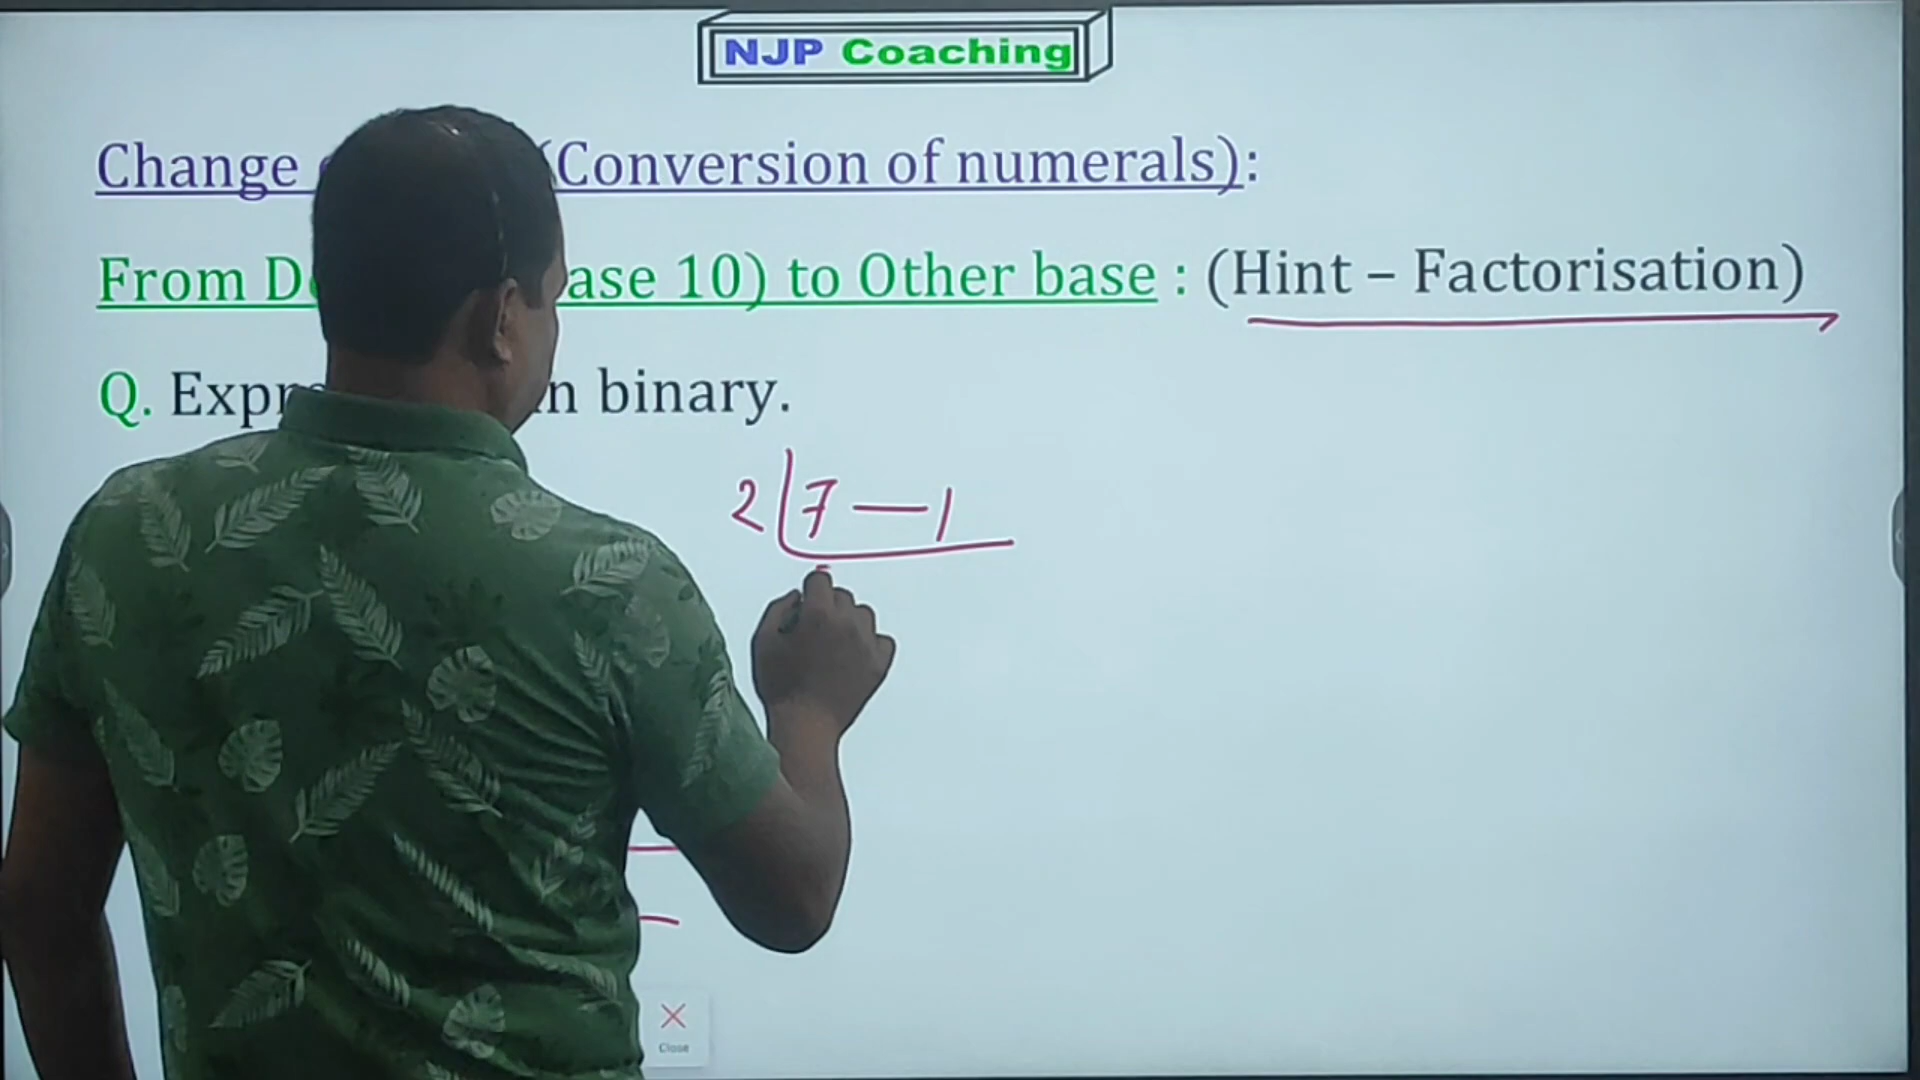 NJP Coaching
Change (Conversion of numerals):
From D ase 10) to Other base : (Hint – Factorisation)
Q. Exp n binary.
2 7 — 1
Close